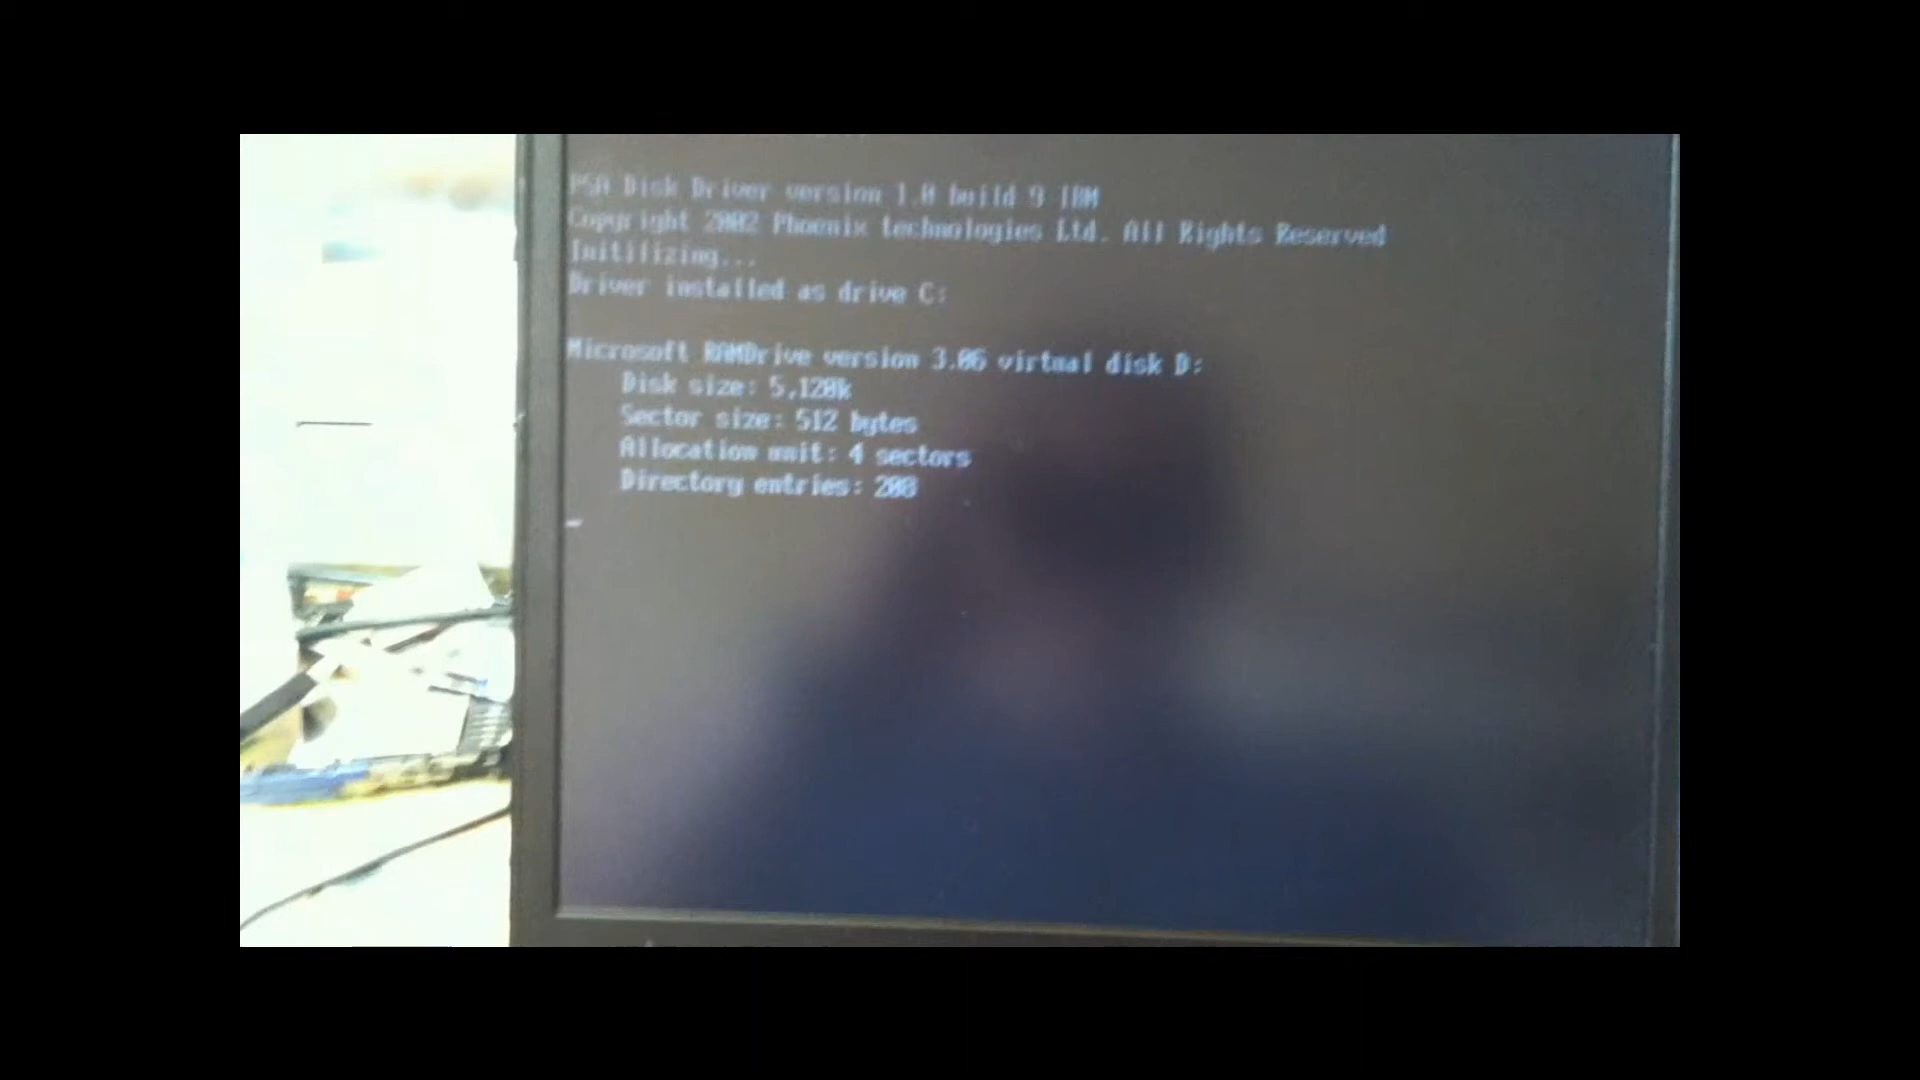 PSA Disk Driver version 1.0 build 9 IBM
Copyright 2002 Phoenix technologies Ltd. All Rights Reserved
Initilizing...
Driver installed as drive C:
Microsoft RAMDrive version 3.06 virtual disk D:
Disk size: 5,120k
Sector size: 512 bytes
Allocation unit: 4 sectors
Directory entries: 208